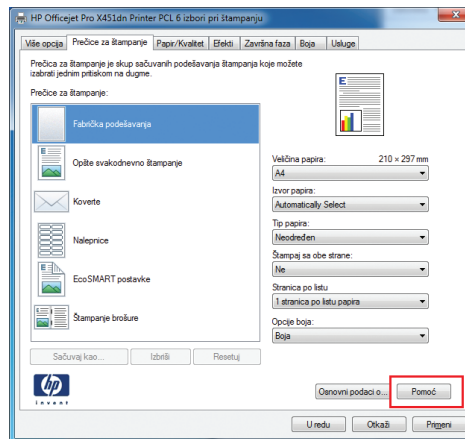 HP Officejet Pro X451dn Printer PCL 6 izbori pri štampanju
Više opcija Prečice za štampanje Papir/Kvalitet Efekti Završna faza Boja Usluge
Prečice za štampanje je skup sačuvanih podešavanja štampanja koje možete
izabrati jednim pritiskom na dugme.
Prečice za štampanje:
Fabrička podešavanja
Opšte svakodnevno štampanje
Koverte
Nalepnice
EcoSMART postavke
Štampanje brošure
Sačuvaj kao... Izbriši Resetuj
Veličina papira: 210 × 297 mm
A4
Izvor papira:
Automatically Select
Tip papira:
Neodređen
Štampaj sa obe strane:
Ne
Stranica po listu
1 stranica po listu papira
Opcije boja:
Boja
hp
invent
Osnovni podaci o... Pomoć
U redu Otkaži Primeni